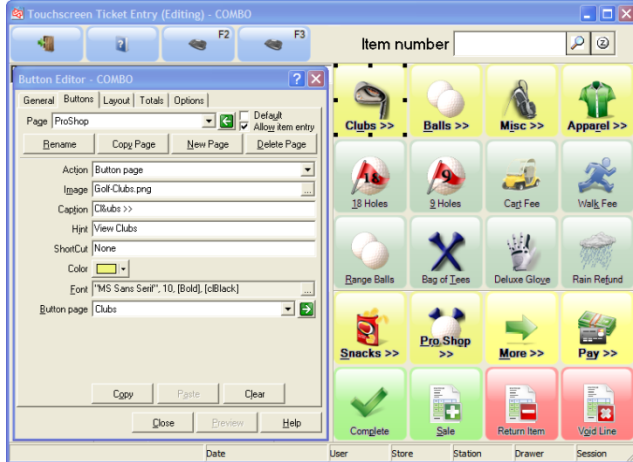 Touchscreen Ticket Entry (Editing) - COMBO
F2
F3
Item number
Button Editor - COMBO
General Buttons Layout Totals Options
Page ProShop
Default
Allow item entry
Rename Copy Page New Page Delete Page
Action Button page
Image Golf-Clubs.png ...
Caption Cl&ubs >>
Hint View Clubs
ShortCut None
Color
Font "MS Sans Serif", 10, [Bold], [clBlack] ...
Button page Clubs
Copy Paste Clear
Close Preview Help
Clubs >> Balls >> Misc >> Apparel >>
18 9
18 Holes 9 Holes Cart Fee Walk Fee
Range Balls Bag of Tees Deluxe Glove Rain Refund
Snacks >> Pro Shop >> More >> Pay >>
Complete Sale Return Item Void Line
Date User Store Station Drawer Session